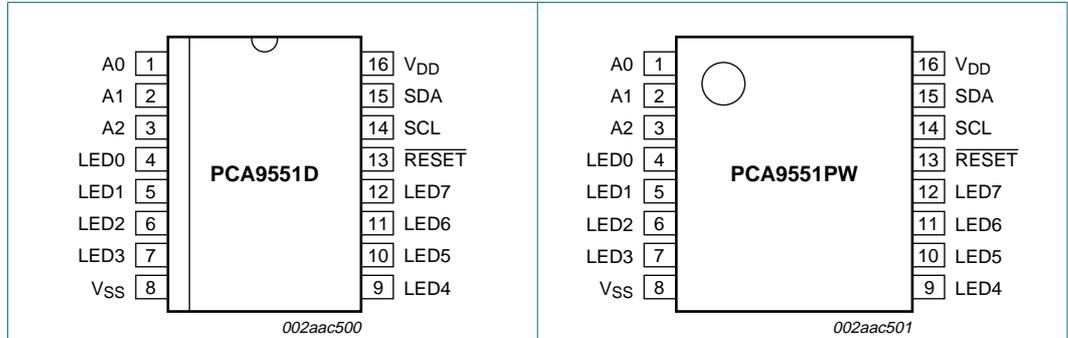 A0 1 16 VDD
A1 2 15 SDA
A2 3 14 SCL
LED0 4 13 RESET
LED1 5 12 LED7
LED2 6 11 LED6
LED3 7 10 LED5
VSS 8 9 LED4
PCA9551D
002aac500
A0 1 16 VDD
A1 2 15 SDA
A2 3 14 SCL
LED0 4 13 RESET
LED1 5 12 LED7
LED2 6 11 LED6
LED3 7 10 LED5
VSS 8 9 LED4
PCA9551PW
002aac501